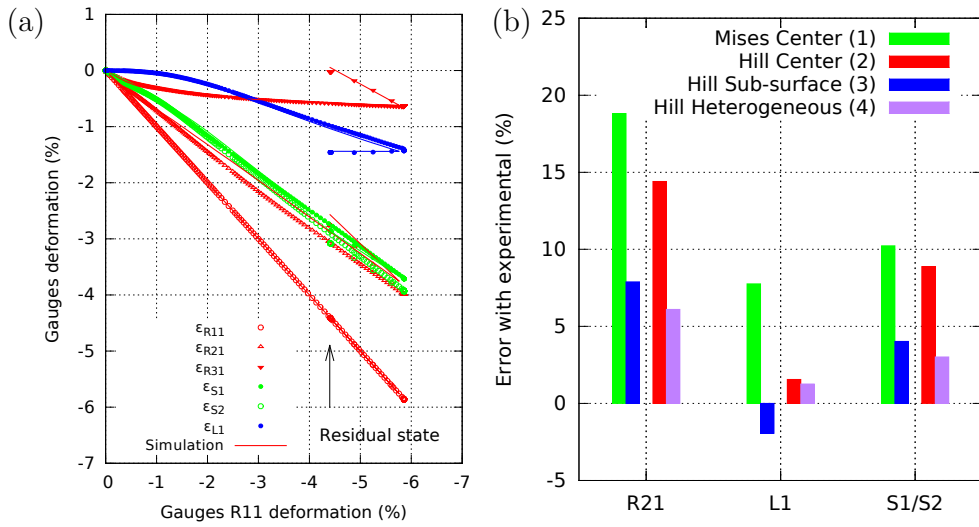 (a)
1
0
-1
-2
-3
-4
-5
-6
-7
Gauges deformation (%)
εR11
εR21
εR31
εS1
εS2
εL1
Simulation
Residual state
0 -1 -2 -3 -4 -5 -6 -7
Gauges R11 deformation (%)
(b)
25
20
15
10
5
0
-5
Error with experimental (%)
Mises Center (1)
Hill Center (2)
Hill Sub-surface (3)
Hill Heterogeneous (4)
R21 L1 S1/S2